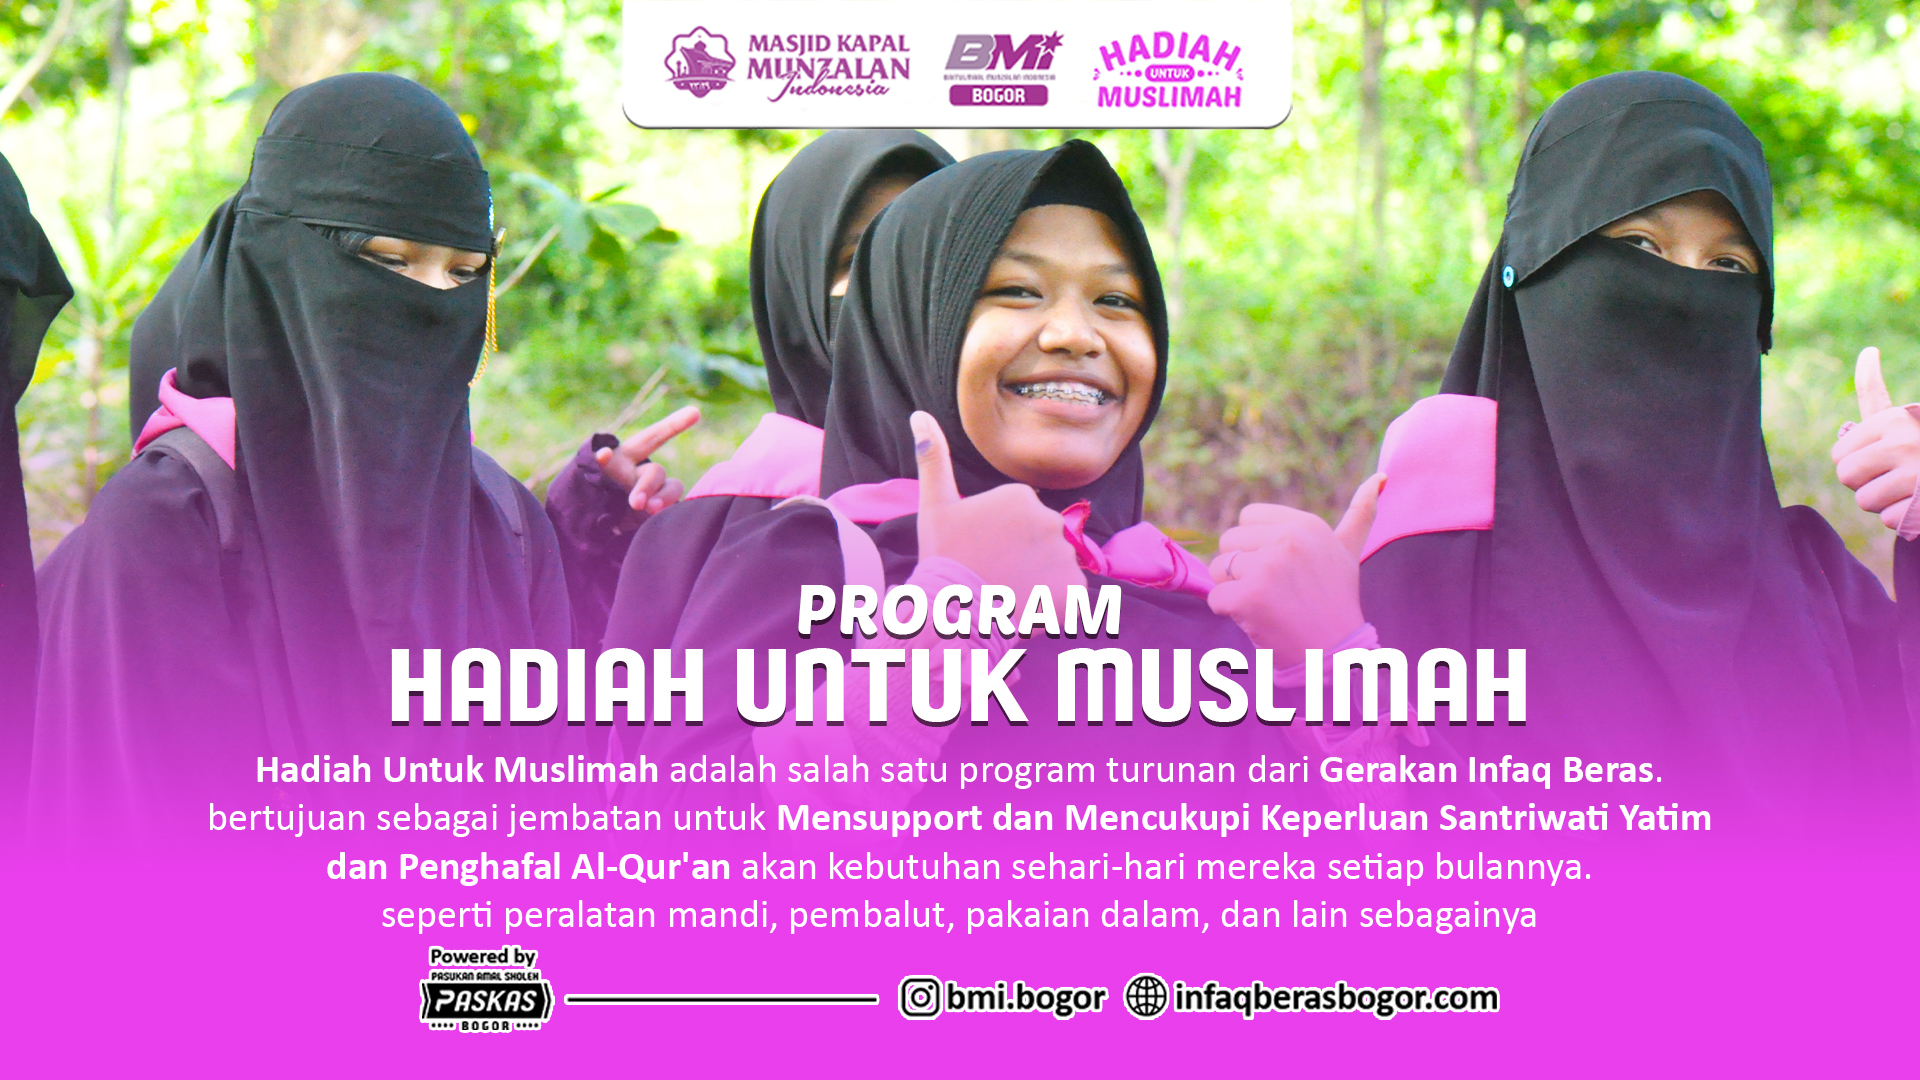 MASJID KAPAL
MUNZALAN
Indonesia
BMI
BAITULMAAL MUNZALAN INDONESIA
BOGOR
HADIAH
UNTUK
MUSLIMAH
PROGRAM
HADIAH UNTUK MUSLIMAH
Hadiah Untuk Muslimah adalah salah satu program turunan dari Gerakan Infaq Beras.
bertujuan sebagai jembatan untuk Mensupport dan Mencukupi Keperluan Santriwati Yatim
dan Penghafal Al-Qur'an akan kebutuhan sehari-hari mereka setiap bulannya.
seperti peralatan mandi, pembalut, pakaian dalam, dan lain sebagainya
Powered by
PASUKAN AMAL SHOLEH
PASKAS
BOGOR
bmi.bogor
infaqberasbogor.com